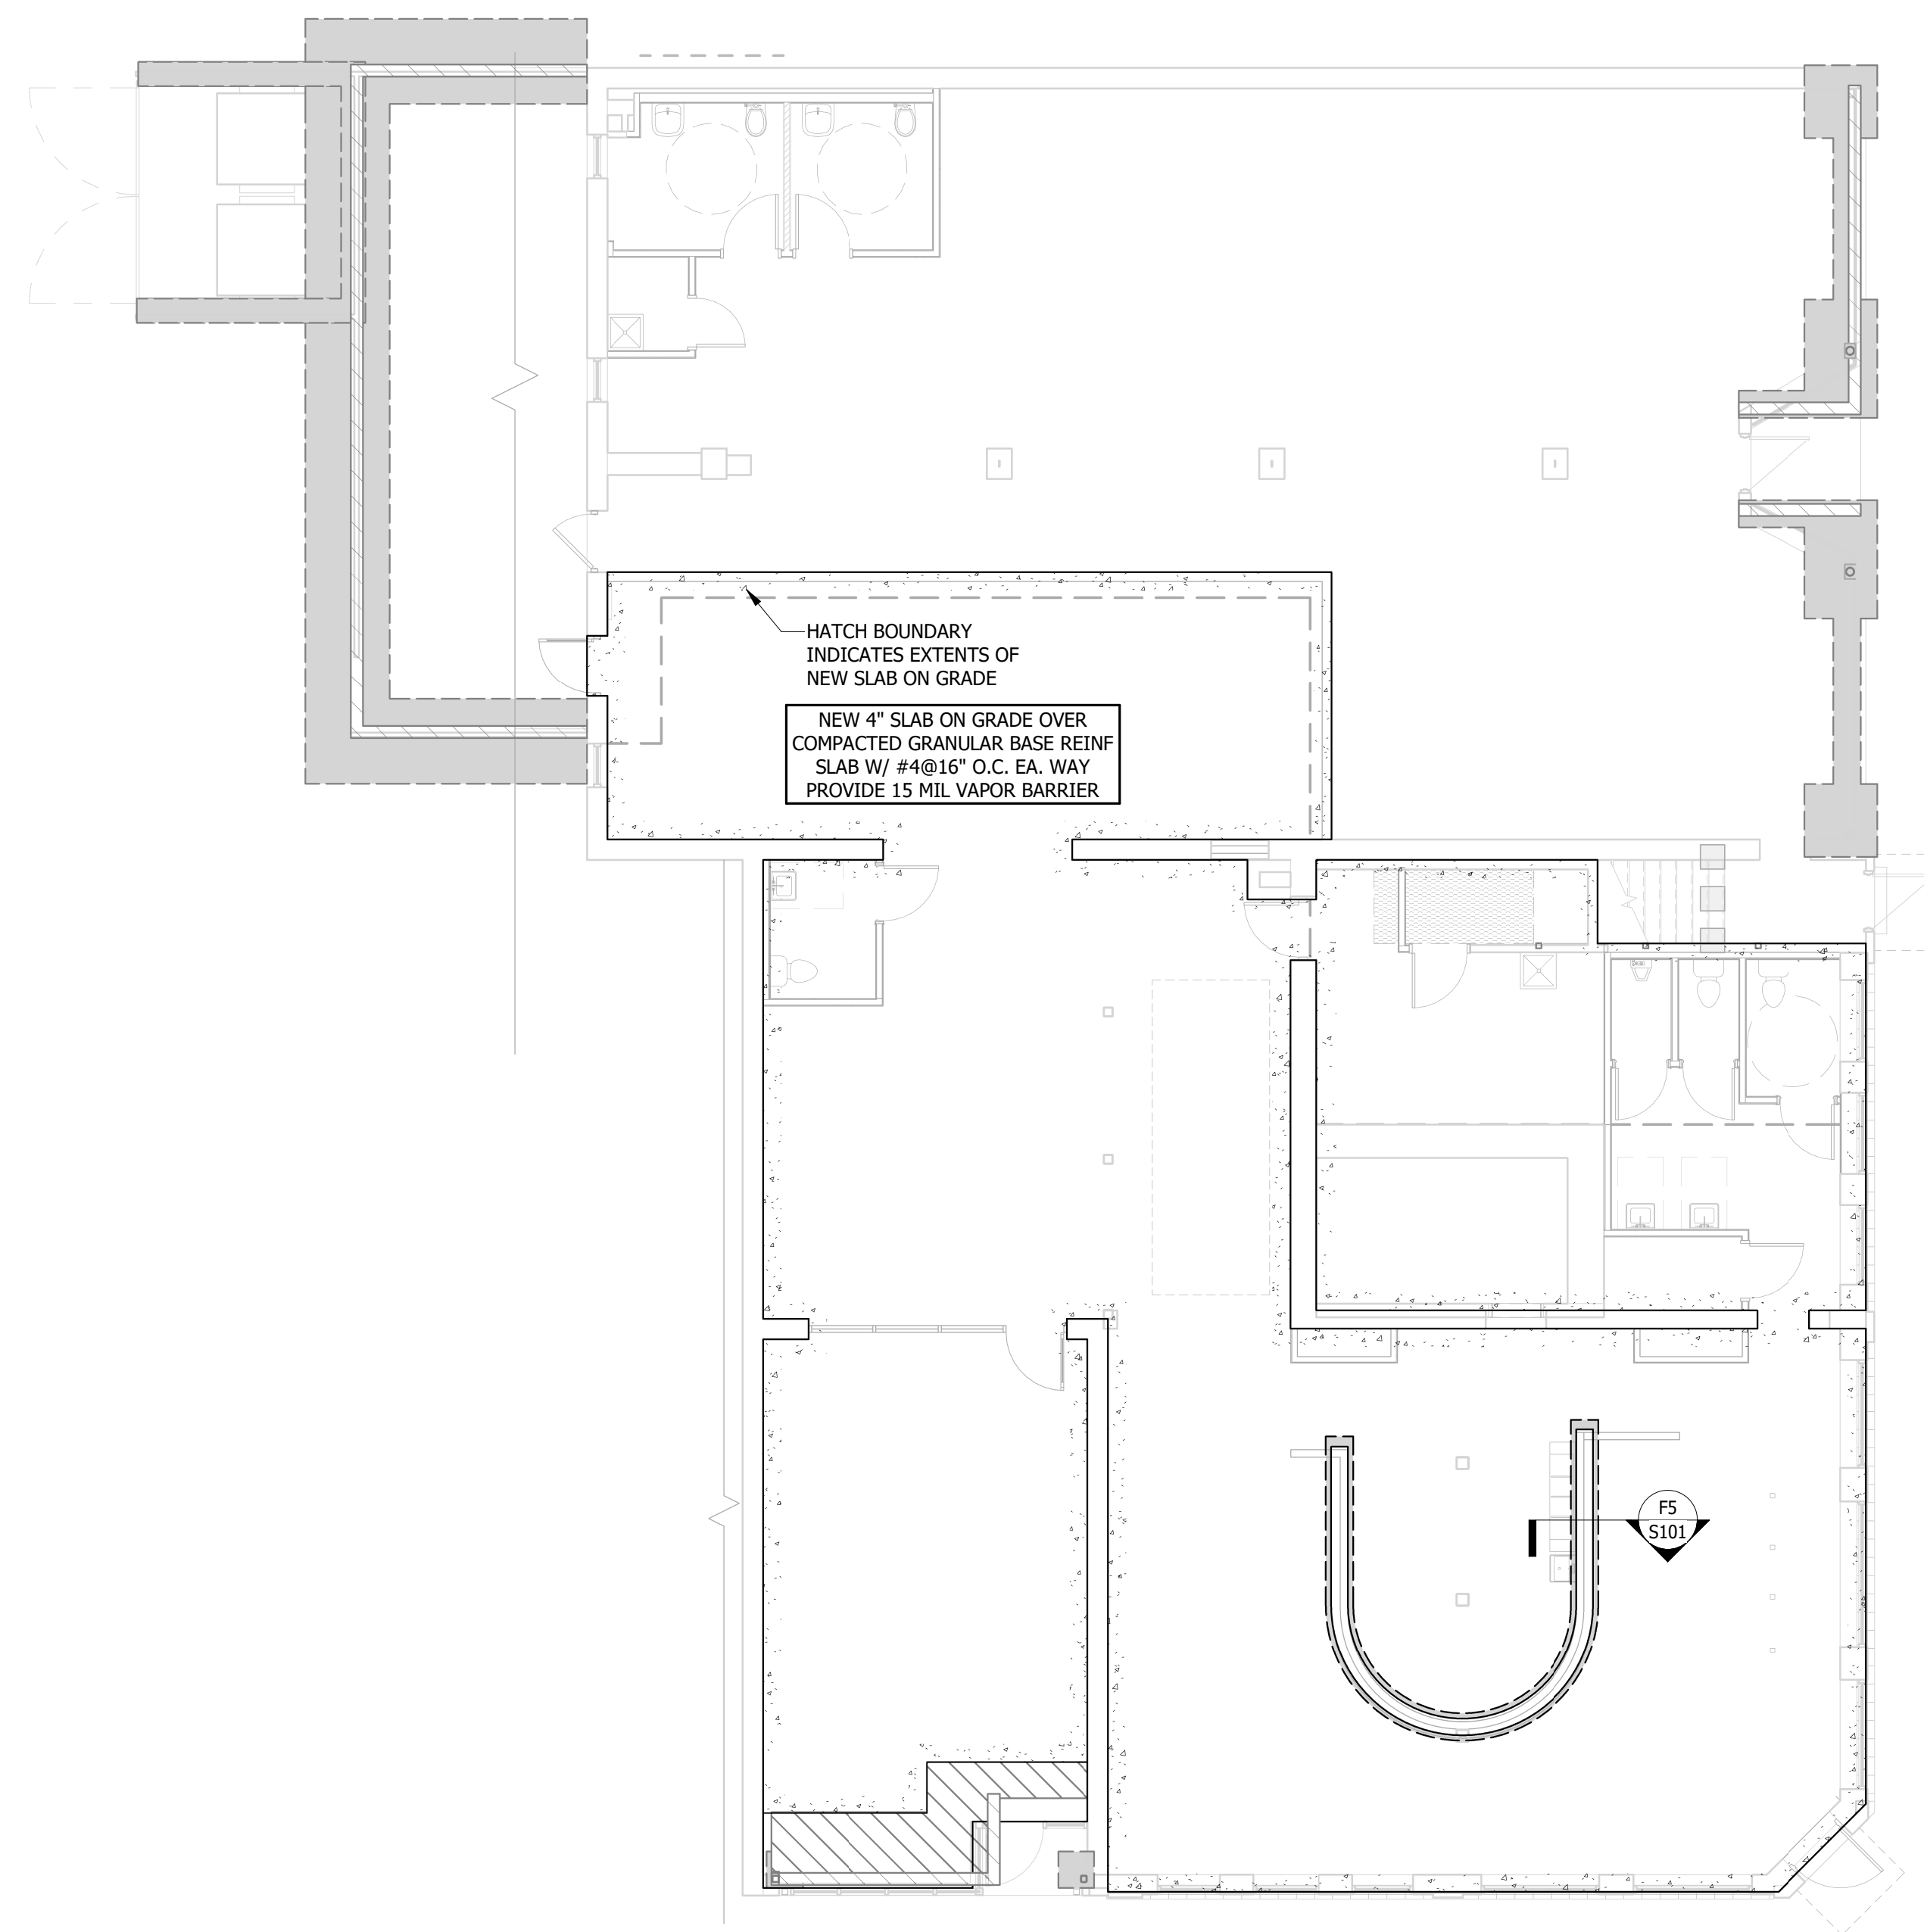 HATCH BOUNDARY
INDICATES EXTENTS OF
NEW SLAB ON GRADE
NEW 4" SLAB ON GRADE OVER
COMPACTED GRANULAR BASE REINF
SLAB W/ #4@16" O.C. EA. WAY
PROVIDE 15 MIL VAPOR BARRIER
F5
S101